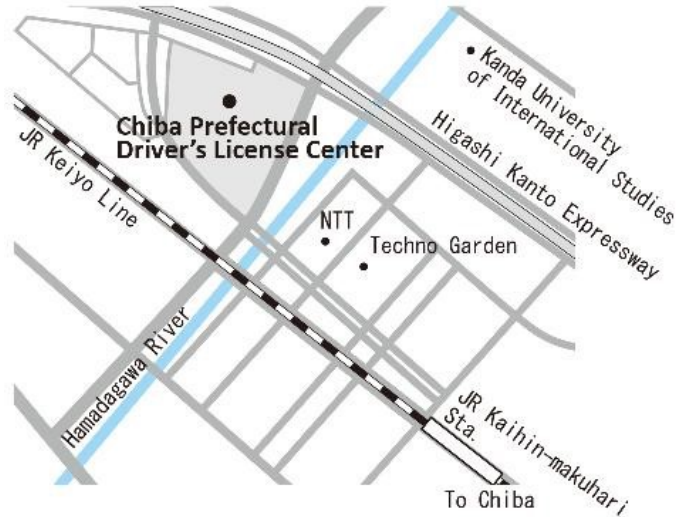 Kanda University
of International Studies
Higashi Kanto Expressway
Chiba Prefectural
Driver's License Center
JR Keiyo Line
NTT
Techno Garden
Hamadagawa River
JR Kaihin-makuhari
Sta.
To Chiba